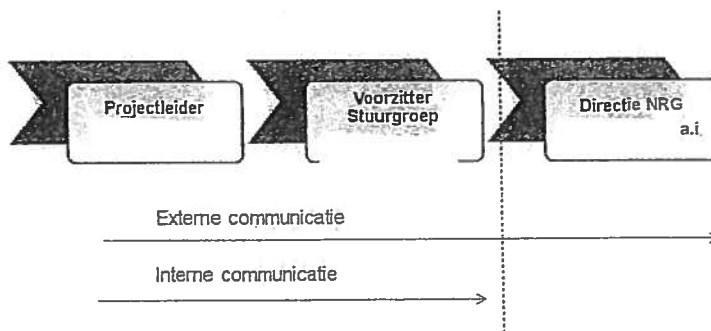 Projectleider
Voorzitter
Stuurgroep
Directie NRG
a.i.
Externe communicatie
Interne communicatie